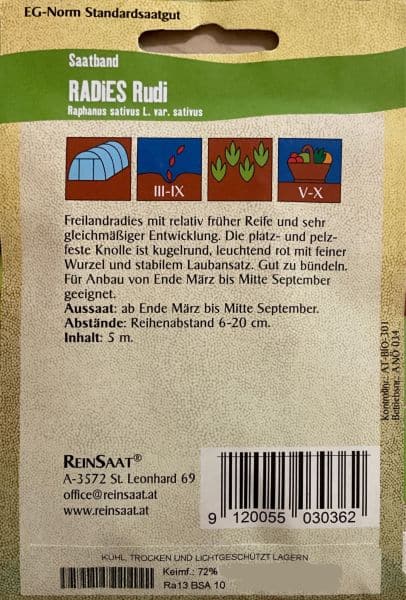 EG-Norm Standardsaatgut
Saatband
RADiES Rudi
Raphanus sativus L. var. sativus
III-IX
V-X
Freilandradies mit relativ früher Reife und sehr
gleichmäßiger Entwicklung. Die platz- und pelz-
feste Knolle ist kugelrund, leuchtend rot mit feiner
Wurzel und stabilem Laubansatz. Gut zu bündeln.
Für Anbau von Ende März bis Mitte September
geeignet.
Aussaat: ab Ende März bis Mitte September.
Abstände: Reihenabstand 6-20 cm.
Inhalt: 5 m.
Kontrollnr.: AT-BIO-301
Betriebsnr.: A NÖ 034
REINSAAT®
A-3572 St. Leonhard 69
office@reinsaat.at
www.reinsaat.at
9 120055 030362
KÜHL, TROCKEN UND LICHTGESCHÜTZT LAGERN
Keimf.: 72%
Ra13 BSA 10